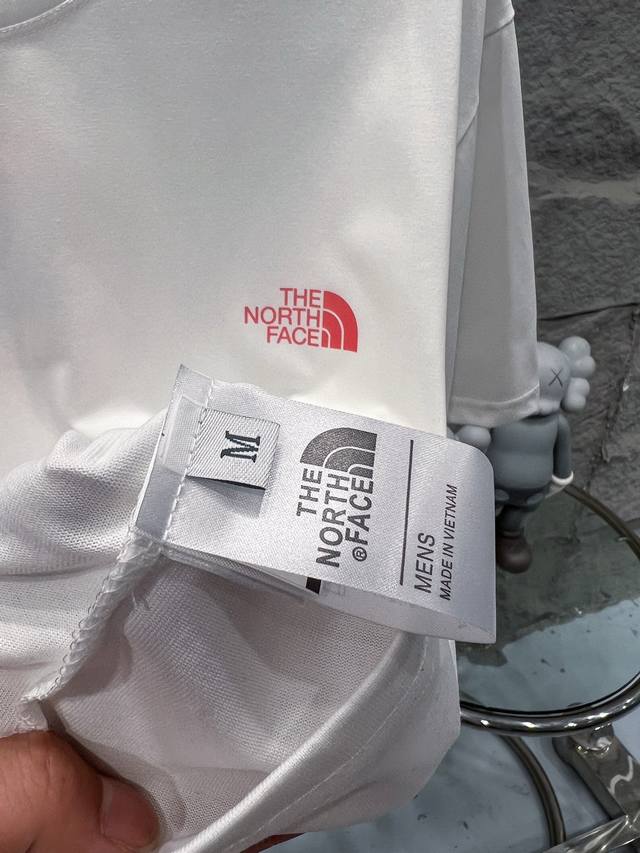 THE
NORTH
FACE
M
THE
NORTH
®FACE
MENS
MADE IN VIETNAM